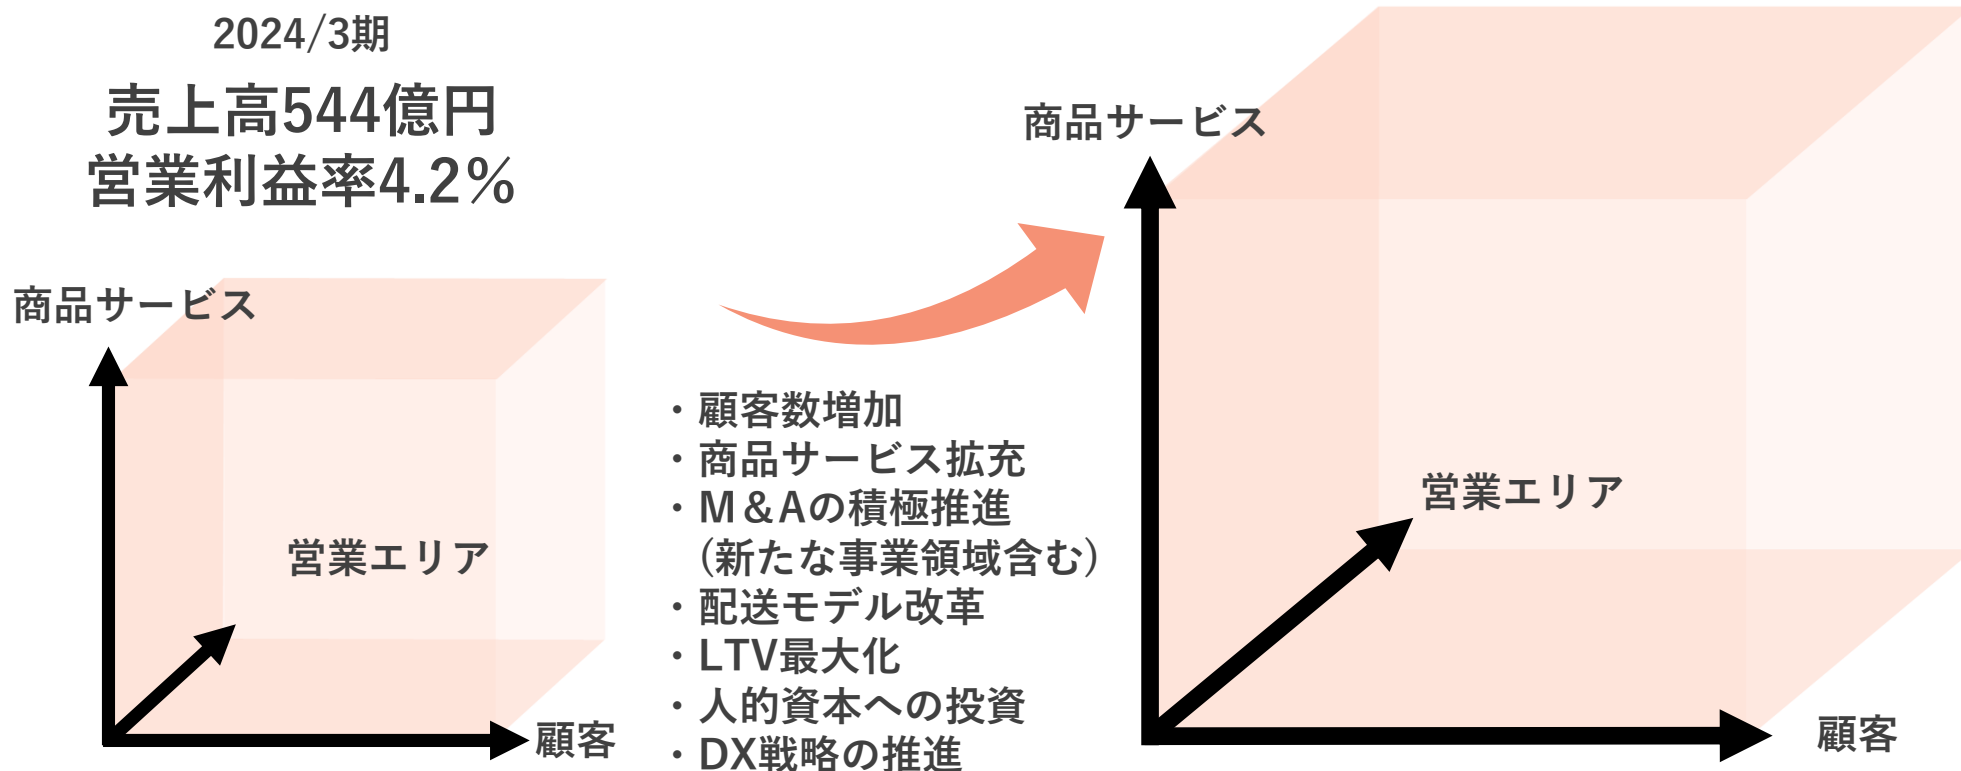 2024/3期
売上高544億円
営業利益率4.2%
商品サービス
営業エリア
顧客
・顧客数増加
・商品サービス拡充
・M&Aの積極推進
(新たな事業領域含む)
・配送モデル改革
・LTV最大化
・人的資本への投資
・DX戦略の推進
商品サービス
営業エリア
顧客